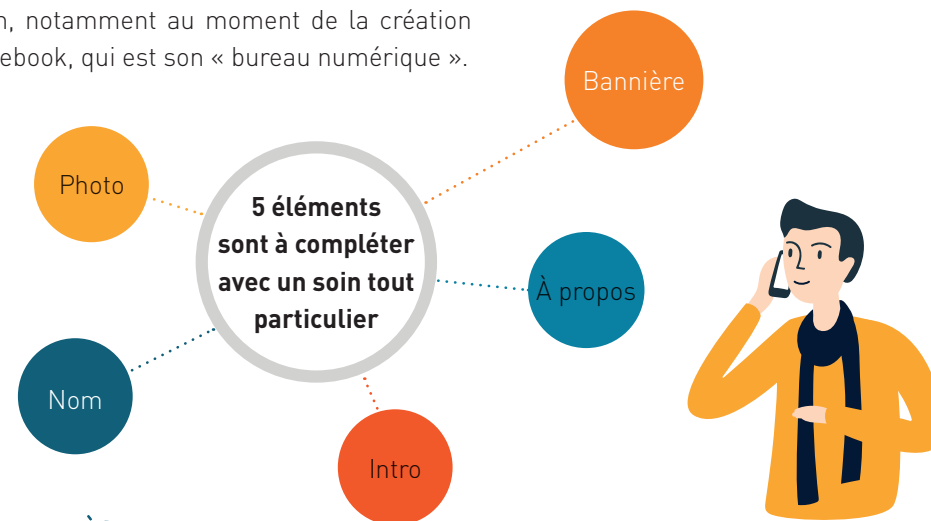 notamment au moment de la création
qui est son « bureau numérique ».
Bannière
Photo
5 éléments
sont à compléter
avec un soin tout
particulier
À propos
Nom
Intro